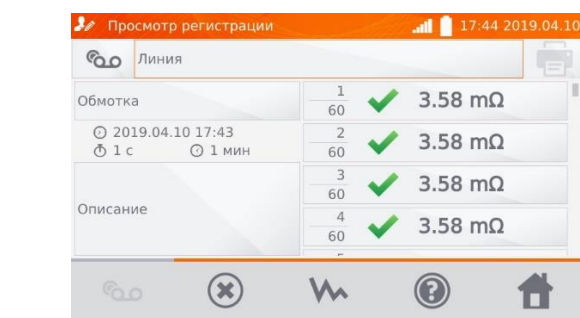 Просмотр регистрации
17:44 2019.04.10
Линия
Обмотка
2019.04.10 17:43
1 с 1 мин
Описание
1
60
3.58 mΩ
2
60
3.58 mΩ
3
60
3.58 mΩ
4
60
3.58 mΩ